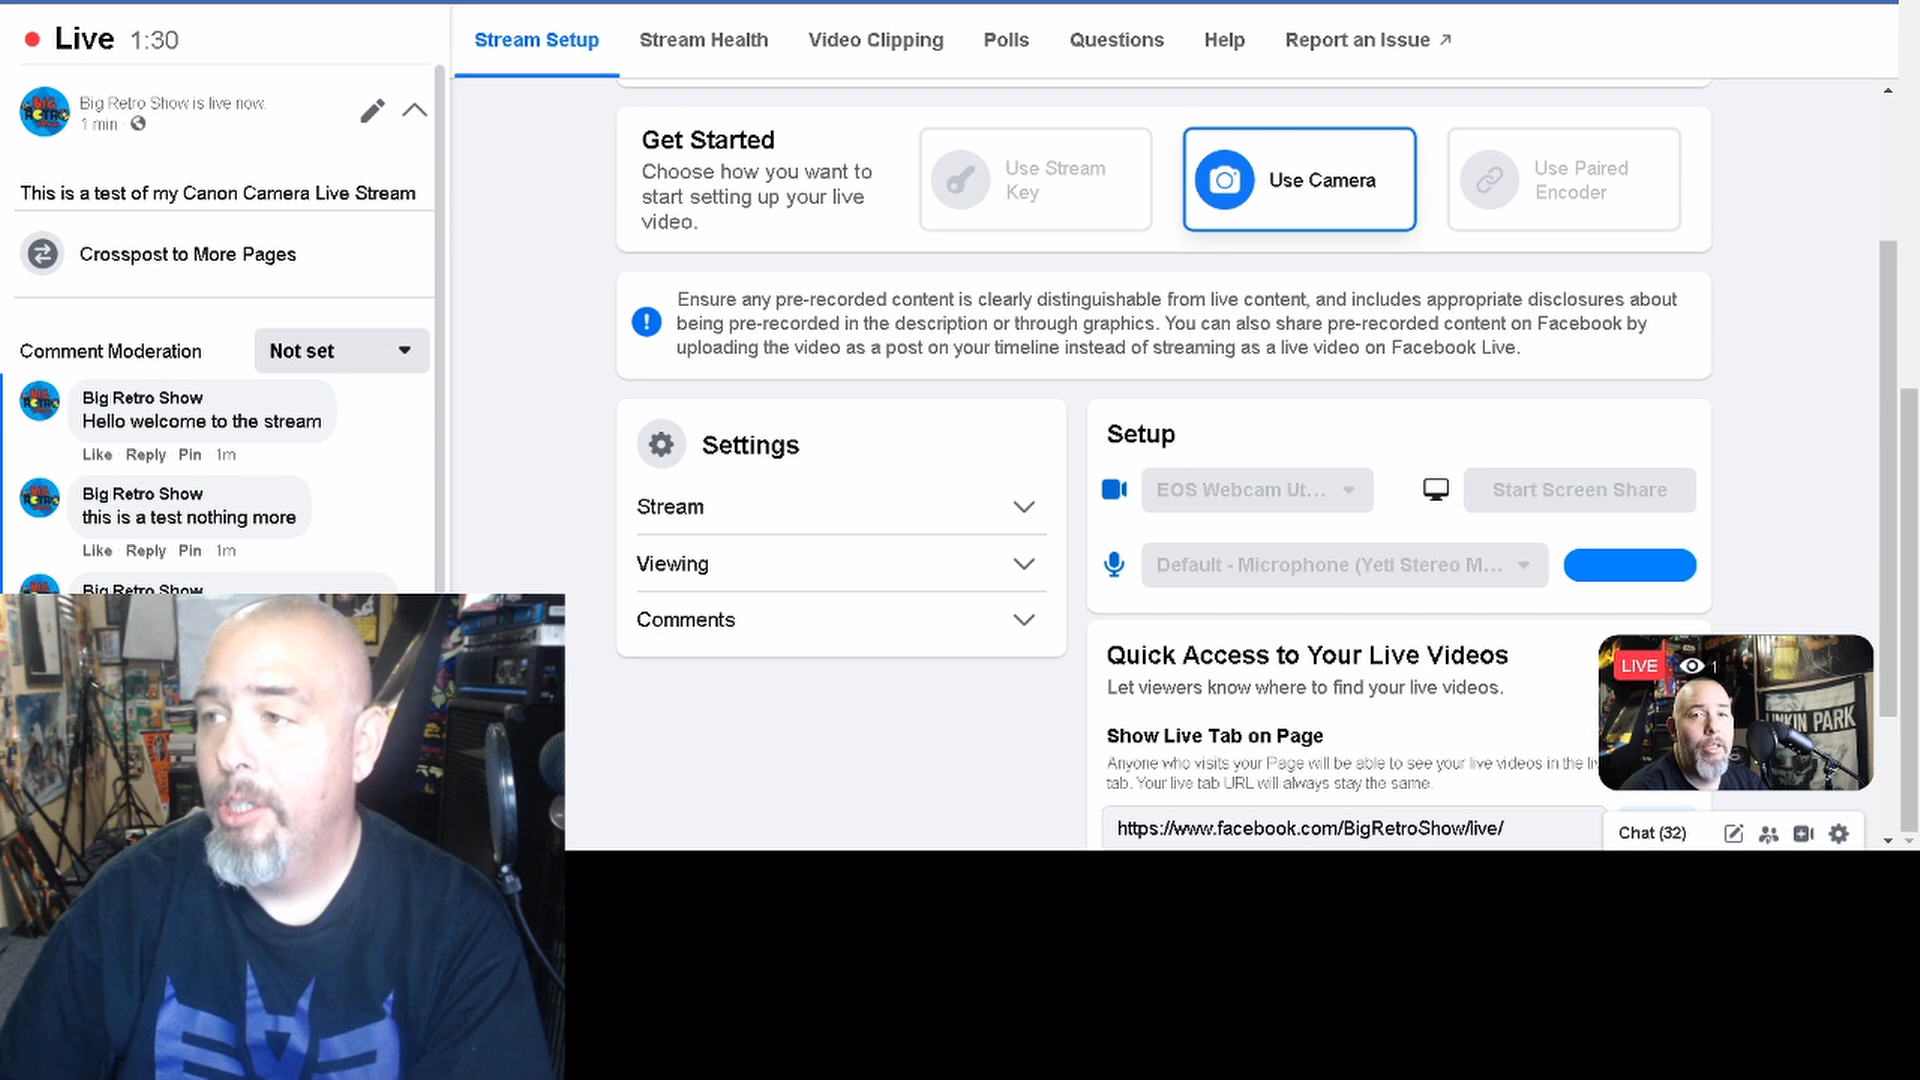 Live 1:30
Stream Setup Stream Health Video Clipping Polls Questions Help Report an Issue
Big Retro Show is live now.
1 min
This is a test of my Canon Camera Live Stream
Crosspost to More Pages
Comment Moderation Not set
Big Retro Show
Hello welcome to the stream
Like Reply Pin 1m
Big Retro Show
this is a test nothing more
Like Reply Pin 1m
Big Retro Show
Get Started
Choose how you want to
start setting up your live
video.
Use Stream
Key
Use Camera
Use Paired
Encoder
Ensure any pre-recorded content is clearly distinguishable from live content, and includes appropriate disclosures about
being pre-recorded in the description or through graphics. You can also share pre-recorded content on Facebook by
uploading the video as a post on your timeline instead of streaming as a live video on Facebook Live.
Settings
Stream
Viewing
Comments
Setup
EOS Webcam Ut... Start Screen Share
Default - Microphone (Yeti Stereo M...
Quick Access to Your Live Videos
Let viewers know where to find your live videos.
Show Live Tab on Page
Anyone who visits your Page will be able to see your live videos in the
tab. Your live tab URL will always stay the same.
https://www.facebook.com/BigRetroShow/live/
LIVE 1
LINKIN PARK
Chat (32)